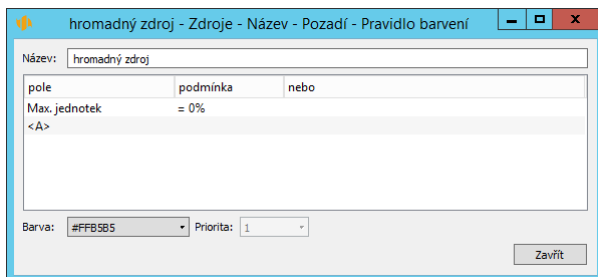 hromadný zdroj - Zdroje - Název - Pozadí - Pravidlo barvení
Název: hromadný zdroj
pole podmínka nebo
Max. jednotek = 0%
<A>
Barva: #FFB5B5 Priorita: 1
Zavřít